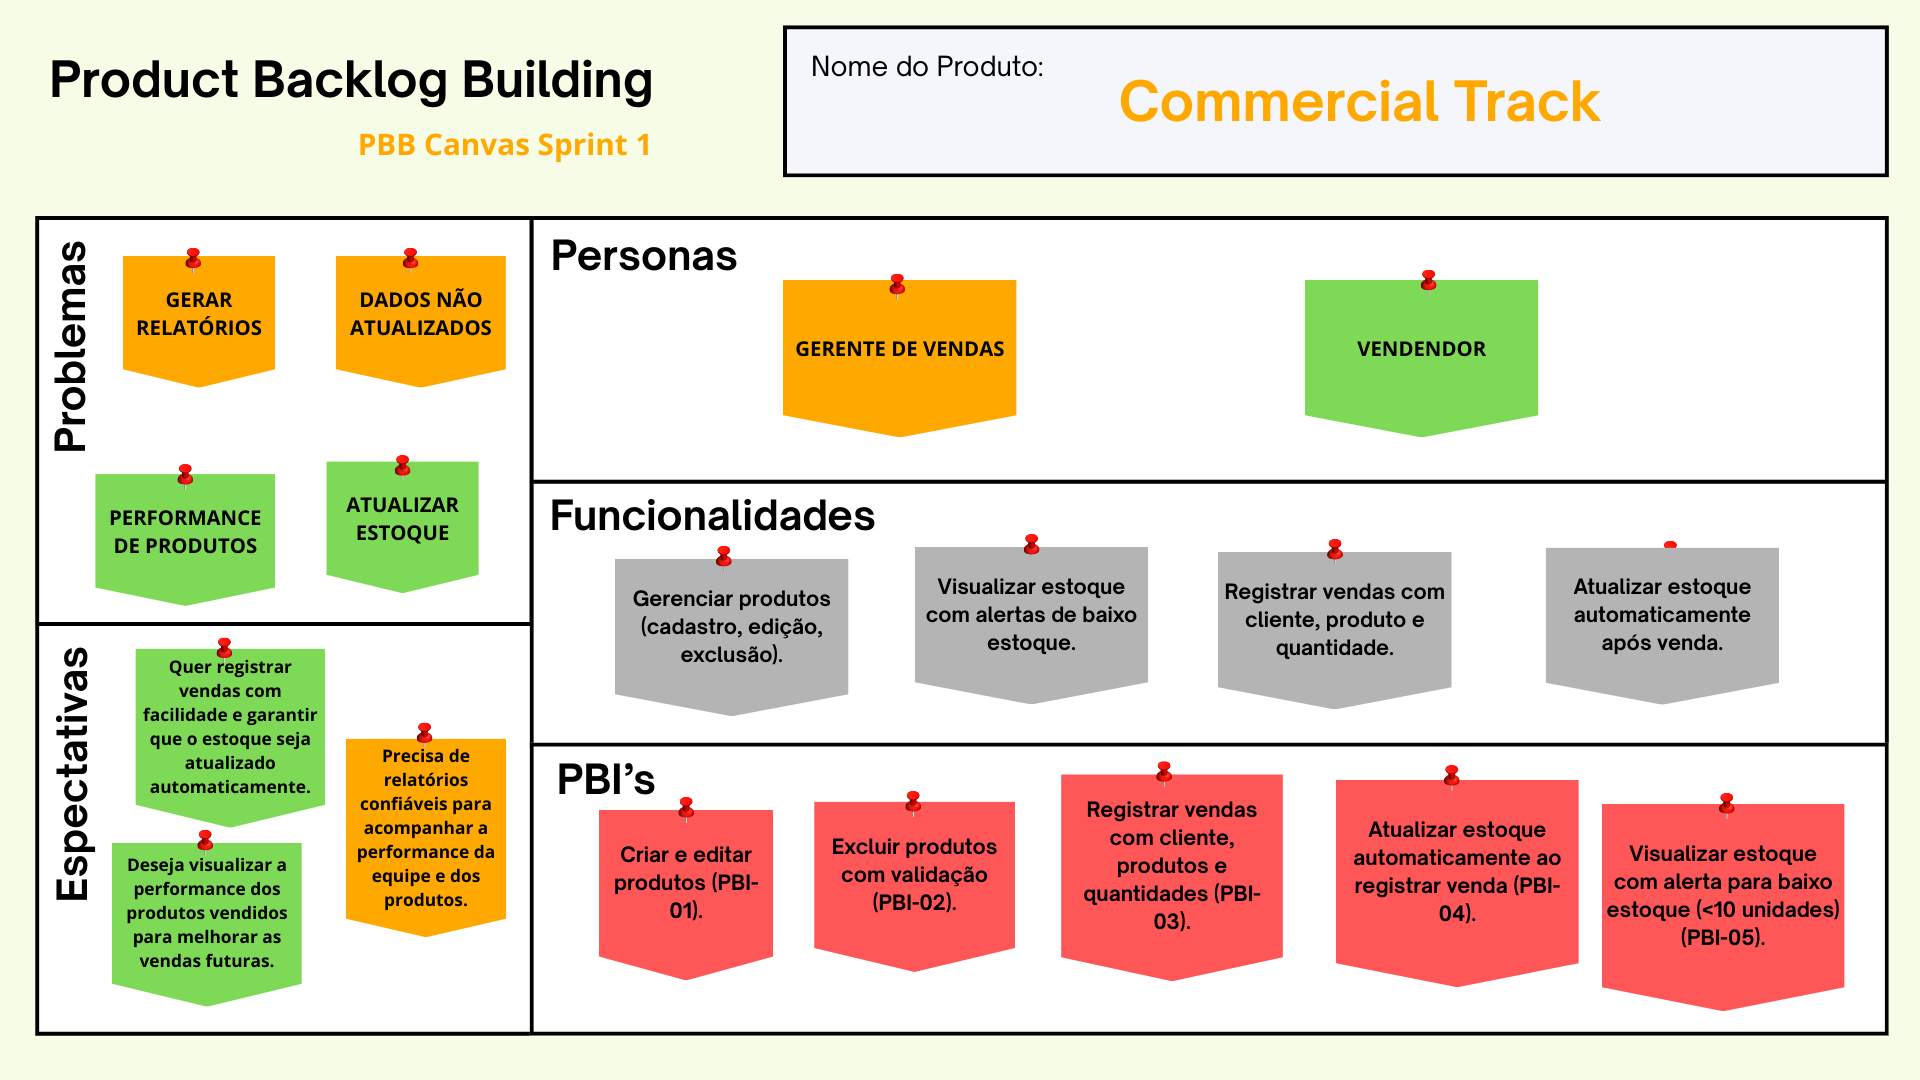 Product Backlog Building
PBB Canvas Sprint 1
Nome do Produto:
Commercial Track
Problemas
GERAR
RELATÓRIOS
DADOS NÃO
ATUALIZADOS
PERFORMANCE
DE PRODUTOS
ATUALIZAR
ESTOQUE
Espectativas
Quer registrar
vendas com
facilidade e garantir
que o estoque seja
atualizado
automaticamente.
Precisa de
relatórios
confiáveis para
acompanhar a
performance da
equipe e dos
produtos.
Deseja visualizar a
performance dos
produtos vendidos
para melhorar as
vendas futuras.
Personas
GERENTE DE VENDAS
VENDENDOR
Funcionalidades
Gerenciar produtos
(cadastro, edição,
exclusão).
Visualizar estoque
com alertas de baixo
estoque.
Registrar vendas com
cliente, produto e
quantidade.
Atualizar estoque
automaticamente
após venda.
PBI’s
Criar e editar
produtos (PBI-
01).
Excluir produtos
com validação
(PBI-02).
Registrar vendas
com cliente,
produtos e
quantidades (PBI-
03).
Atualizar estoque
automaticamente ao
registrar venda (PBI-
04).
Visualizar estoque
com alerta para baixo
estoque (<10 unidades)
(PBI-05).